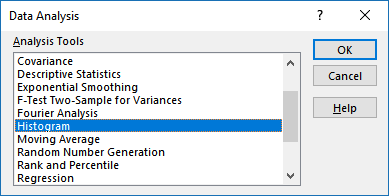 Data Analysis
? ×
Analysis Tools
Covariance
Descriptive Statistics
Exponential Smoothing
F-Test Two-Sample for Variances
Fourier Analysis
Histogram
Moving Average
Random Number Generation
Rank and Percentile
Regression
OK
Cancel
Help